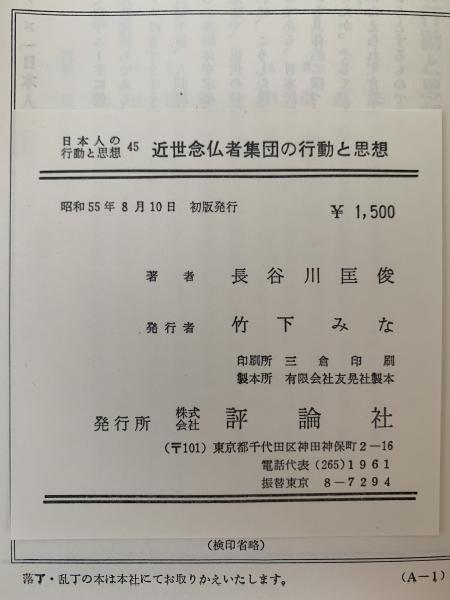 日本人の
行動と思想 45 近世念仏者集団の行動と思想
昭和55年8月10日 初版発行 ¥ 1,500
著者 長谷川匡俊
発行者 竹下みな
印刷所 三倉印刷
製本所 有限会社友晃社製本
発行所 株式会社 評論社
(〒101) 東京都千代田区神田神保町2-16
電話代表 (265) 1961
振替東京 8-7294
(検印省略)
落丁・乱丁の本は本社にてお取りかえいたします。 (A-1)